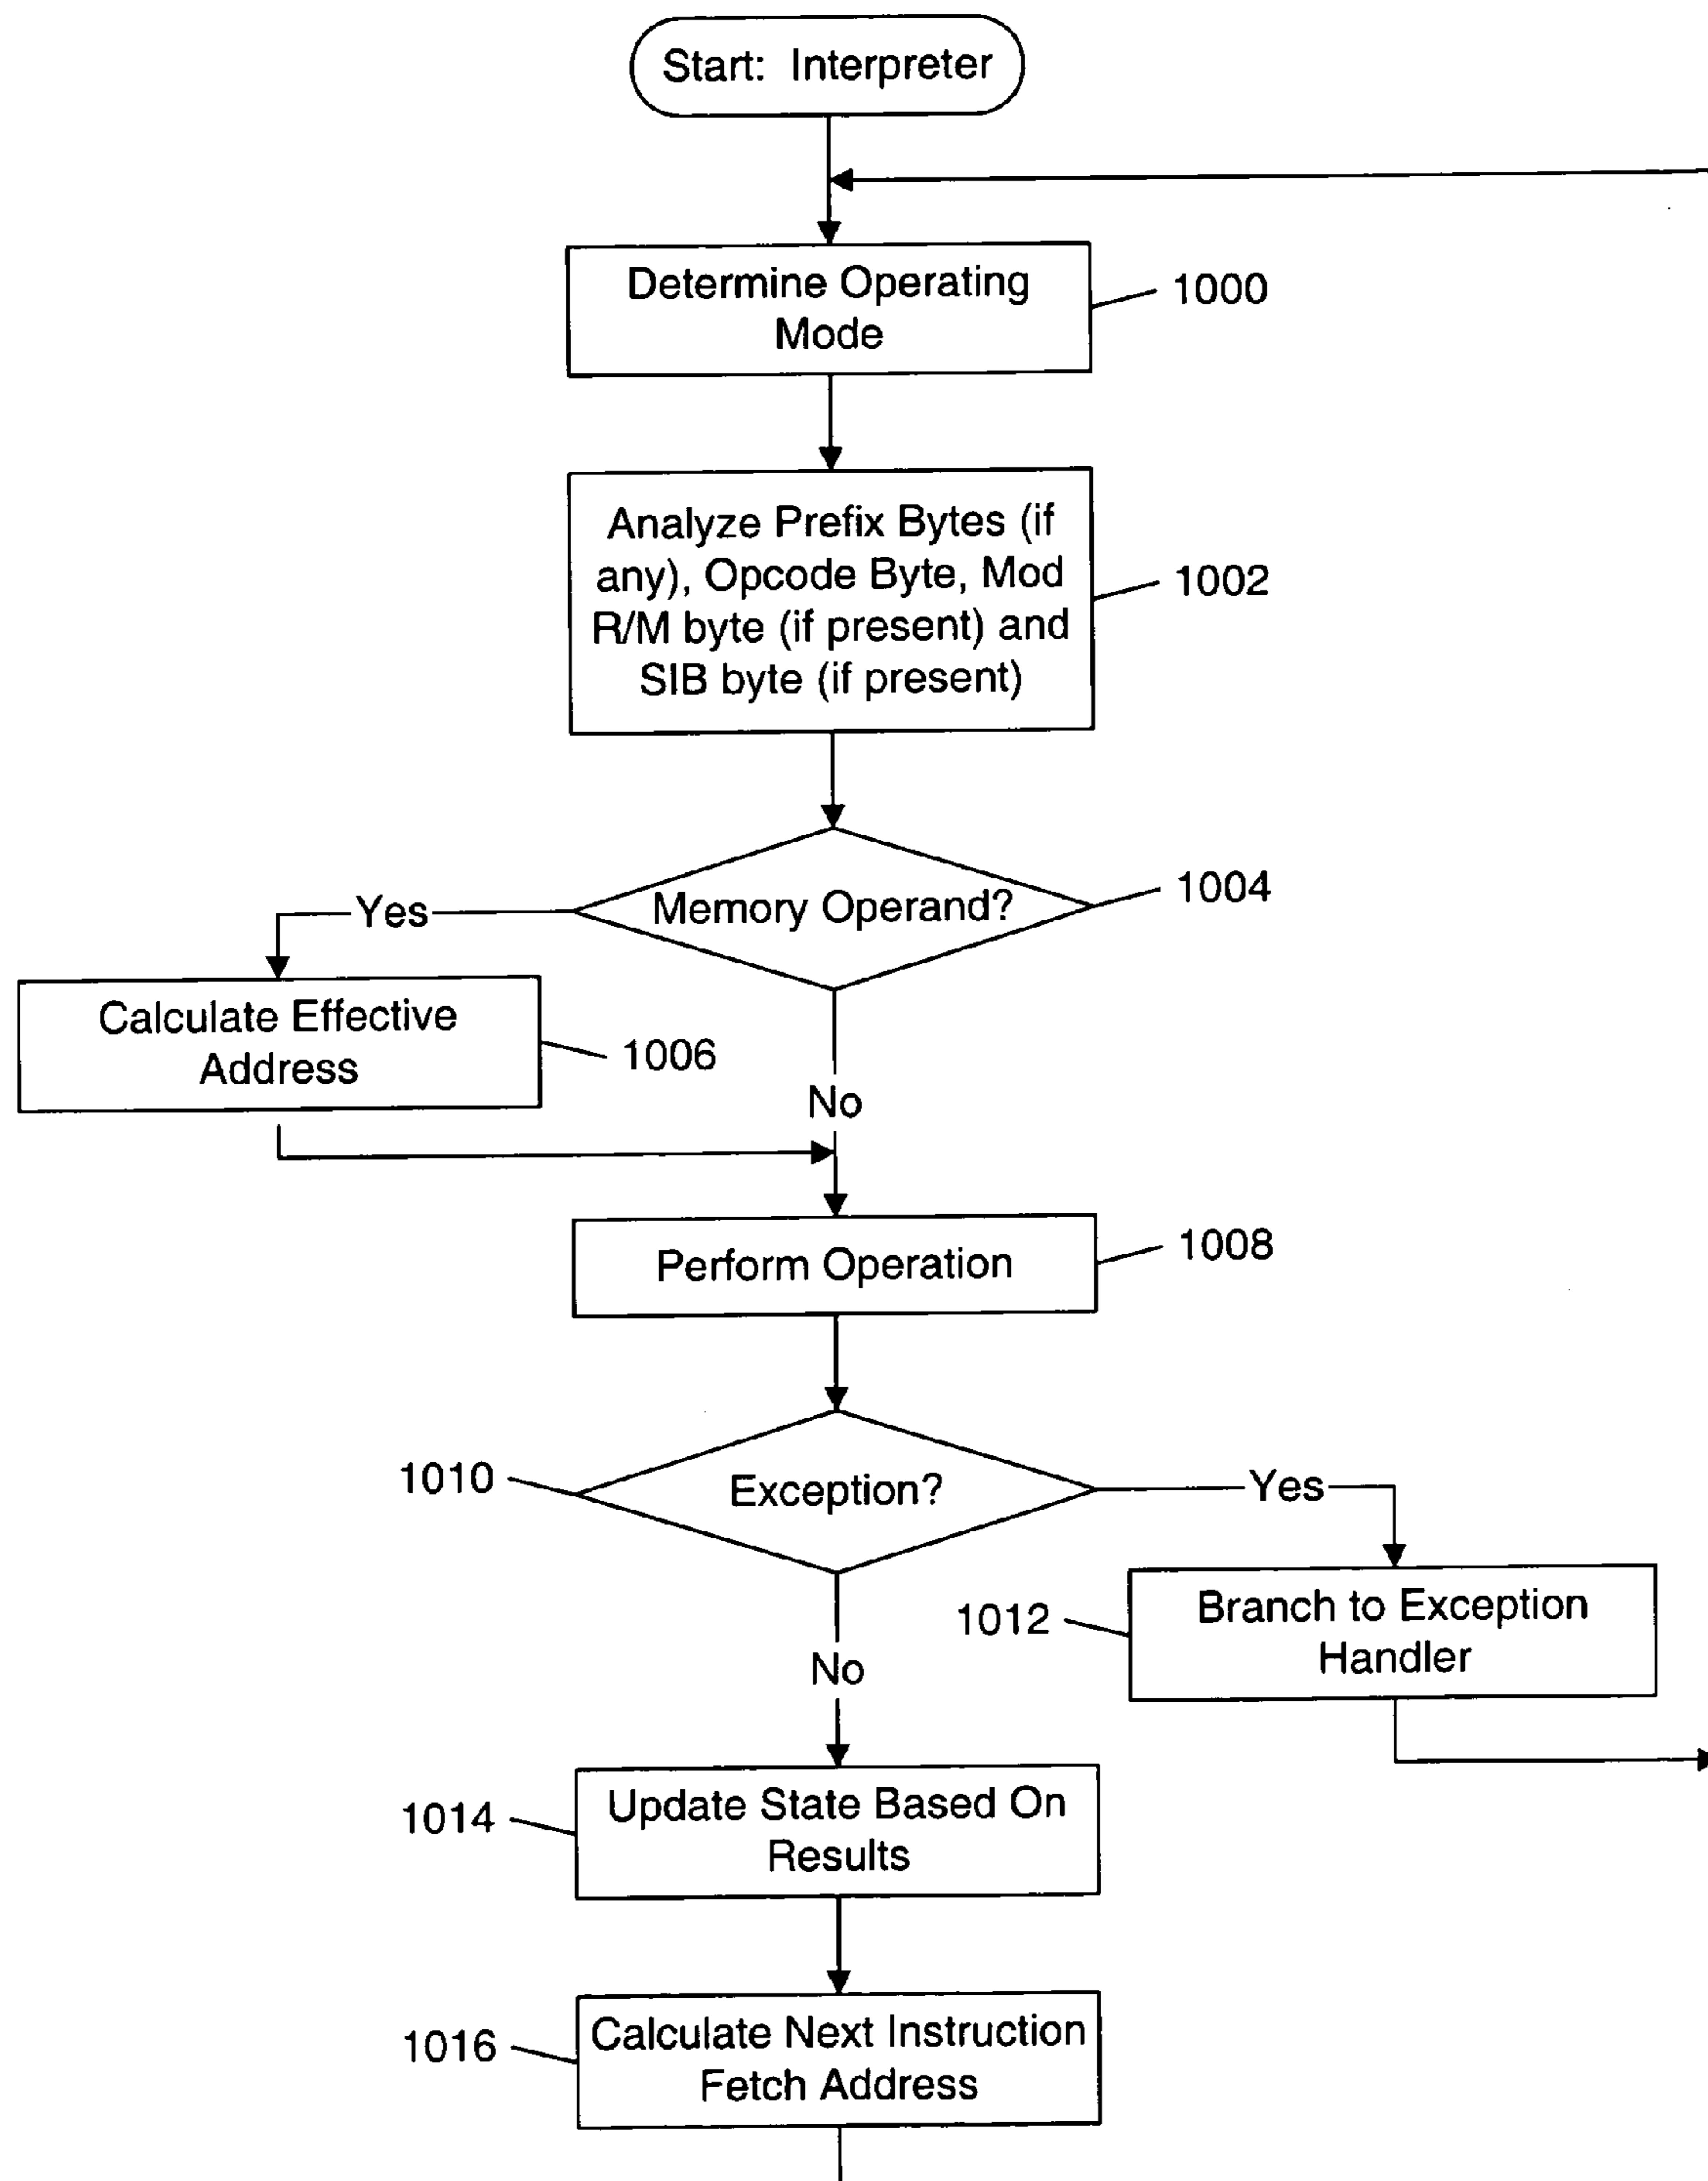 Start: Interpreter
Determine Operating
Mode
1000
Analyze Prefix Bytes (if
any), Opcode Byte, Mod
R/M byte (if present) and
SIB byte (if present)
1002
Memory Operand?
1004
Yes
Calculate Effective
Address
1006
No
Perform Operation
1008
1010
Exception?
Yes
1012
Branch to Exception
Handler
No
1014
Update State Based On
Results
1016
Calculate Next Instruction
Fetch Address